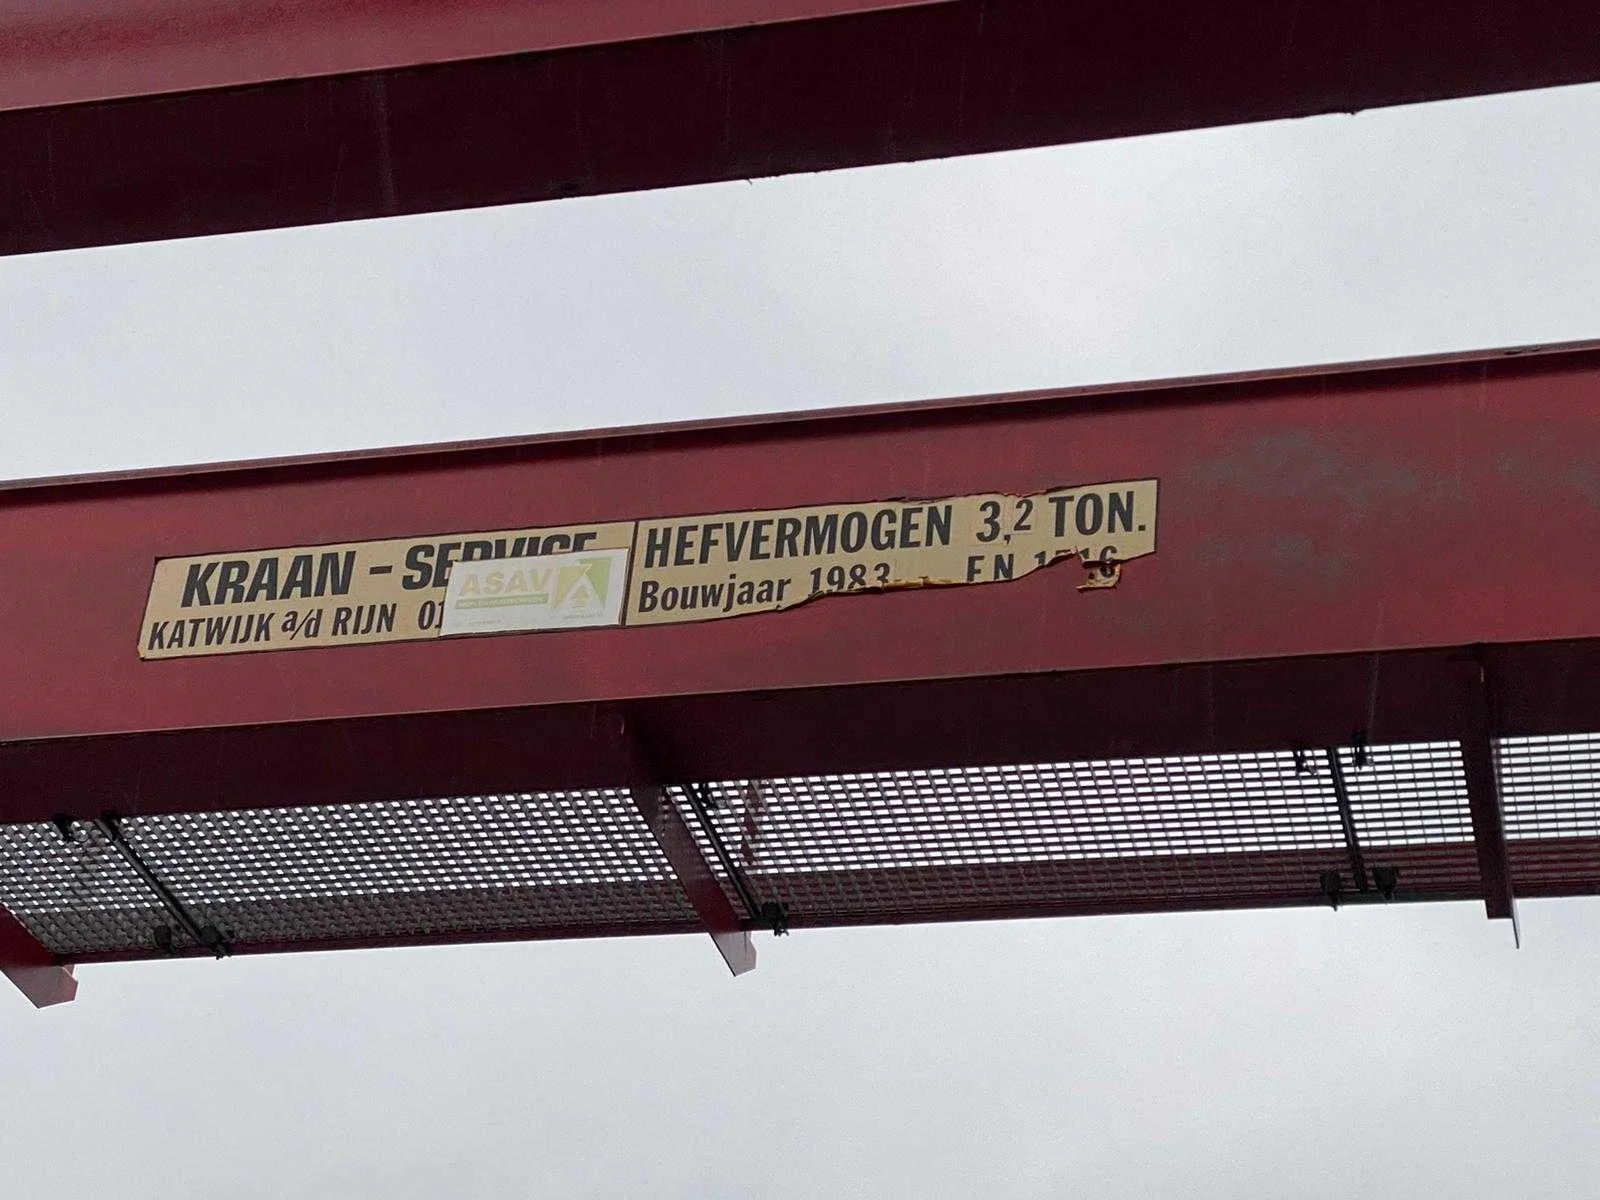 KRAAN - SERVICE
KATWIJK a/d RIJN
ASAV
HEFVERMOGEN 3,2 TON.
Bouwjaar 1983